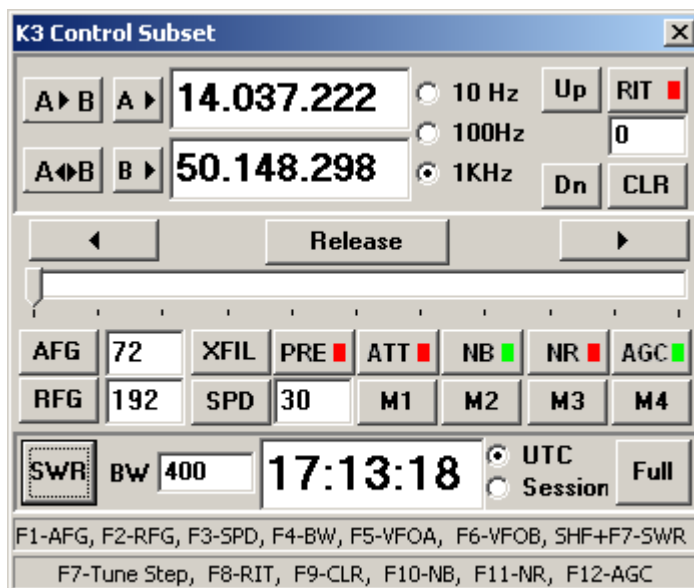 K3 Control Subset
A▶B A▶ 14.037.222 10 Hz Up RIT
100Hz 0
A◀▶B B▶ 50.148.298 1KHz Dn CLR
◀ Release ▶
AFG 72 XFIL PRE ATT NB NR AGC
RFG 192 SPD 30 M1 M2 M3 M4
SWR BW 400 17:13:18 UTC Full
Session
F1-AFG, F2-RFG, F3-SPD, F4-BW, F5-VFOA, F6-VFOB, SHF+F7-SWR
F7-Tune Step, F8-RIT, F9-CLR, F10-NB, F11-NR, F12-AGC